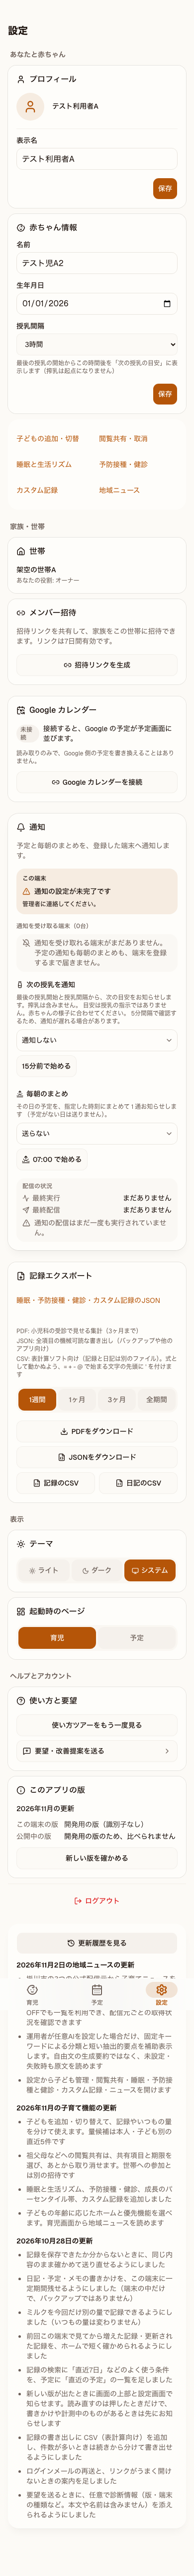 設定
あなたと赤ちゃん
プロフィール
テスト利用者A
表示名
テスト利用者A
保存
赤ちゃん情報
名前
テスト児A2
生年月日
01/01/2026
授乳間隔
3時間
最後の授乳の開始からこの時間後を「次の授乳の目安」に表
示します（搾乳は起点になりません）
保存
子どもの追加・切替
閲覧共有・取消
睡眠と生活リズム
予防接種・健診
カスタム記録
地域ニュース
家族・世帯
世帯
架空の世帯A
あなたの役割: オーナー
メンバー招待
招待リンクを共有して、家族をこの世帯に招待でき
ます。リンクは7日間有効です。
招待リンクを生成
Google カレンダー
未接
続
接続すると、Google の予定が予定画面に
並びます。
読み取りのみで、Google 側の予定を書き換えることはあり
ません。
Google カレンダーを接続
通知
予定と毎朝のまとめを、登録した端末へ通知しま
す。
この端末
通知の設定が未完了です
管理者に連絡してください。
通知を受け取る端末（0台）
通知を受け取れる端末がまだありません。
予定の通知も毎朝のまとめも、端末を登録
するまで届きません。
次の授乳を通知
最後の授乳開始と授乳間隔から、次の目安をお知らせしま
す。搾乳は含みません。 目安は授乳の指示ではありませ
ん。赤ちゃんの様子に合わせてください。 5分間隔で確認す
るため、通知が遅れる場合があります。
通知しない
15分前で始める
毎朝のまとめ
その日の予定を、指定した時刻にまとめて 1 通お知らせしま
す（予定がない日は送りません）。
送らない
07:00 で始める
配信の状況
最終実行
まだありません
最終配信
まだありません
通知の配信はまだ一度も実行されていませ
ん。
記録エクスポート
睡眠・予防接種・健診・カスタム記録のJSON
PDF: 小児科の受診で見せる集計（3ヶ月まで）
JSON: 全項目の機械可読な書き出し（バックアップや他の
アプリ向け）
CSV: 表計算ソフト向け（記録と日記は別のファイル）。式と
して動かぬよう、= + - @ で始まる文字の先頭に ' を付けま
す
1週間
1ヶ月
3ヶ月
全期間
PDFをダウンロード
JSONをダウンロード
記録のCSV
日記のCSV
表示
テーマ
ライト
ダーク
システム
起動時のページ
育児
予定
ヘルプとアカウント
使い方と要望
使い方ツアーをもう一度見る
要望・改善提案を送る
このアプリの版
2026年11月の更新
この端末の版
開発用の版（識別子なし）
公開中の版
開発用の版のため、比べられません
新しい版を確かめる
ログアウト
更新履歴を見る
2026年11月2日の地域ニュースの更新
育児
予定
設定
OFFでも一覧を利用でき、配信元ごとの取得状
況を確認できます
運用者が任意AIを設定した場合だけ、固定キー
ワードによる分類と短い抽出的要点を補助表示
します。自由文の生成要約ではなく、未設定・
失敗時も原文を読めます
設定から子ども管理・閲覧共有・睡眠・予防接
種と健診・カスタム記録・ニュースを開けます
2026年11月の子育て機能の更新
子どもを追加・切り替えて、記録やいつもの量
を分けて使えます。量候補は本人・子ども別の
直近5件です
祖父母などへの閲覧共有は、共有項目と期限を
選び、あとから取り消せます。世帯への参加と
は別の招待です
睡眠と生活リズム、予防接種・健診、成長のパ
ーセンタイル帯、カスタム記録を追加しました
子どもの年齢に応じたホームと優先機能を選べ
ます。育児画面から地域ニュースを読めます
2026年10月28日の更新
記録を保存できたか分からないときに、同じ内
容のまま確かめて送り直せるようにしました
日記・予定・メモの書きかけを、この端末に一
定期間残せるようにしました（端末の中だけ
で、バックアップではありません）
ミルクを今回だけ別の量で記録できるようにし
ました（いつもの量は変わりません）
前回この端末で見てから増えた記録・更新され
た記録を、ホームで短く確かめられるようにし
ました
記録の検索に「直近7日」などのよく使う条件
を、予定に「直近の予定」の一覧を足しました
新しい版が出たときに画面の上部と設定画面で
知らせます。読み直すのは押したときだけで、
書きかけや計測中のものがあるときは先にお知
らせします
記録の書き出しに CSV（表計算向け）を追加
し、件数が多いときは続きから分けて書き出せ
るようにしました
ログインメールの再送と、リンクがうまく開け
ないときの案内を足しました
要望を送るときに、任意で診断情報（版・端末
の種類など。本文や名前は含みません）を添え
られるようにしました